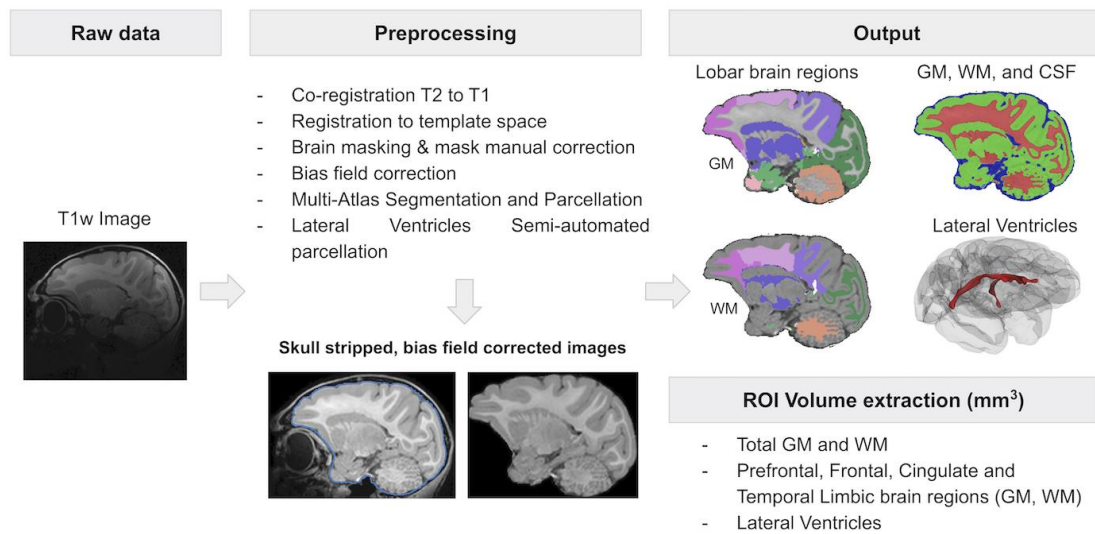 Raw data
T1w Image
Preprocessing
- Co-registration T2 to T1
- Registration to template space
- Brain masking & mask manual correction
- Bias field correction
- Multi-Atlas Segmentation and Parcellation
- Lateral Ventricles Semi-automated
parcellation
Skull stripped, bias field corrected images
Output
Lobar brain regions
GM, WM, and CSF
GM
Lateral Ventricles
WM
ROI Volume extraction (mm³)
- Total GM and WM
- Prefrontal, Frontal, Cingulate and
Temporal Limbic brain regions (GM, WM)
- Lateral Ventricles